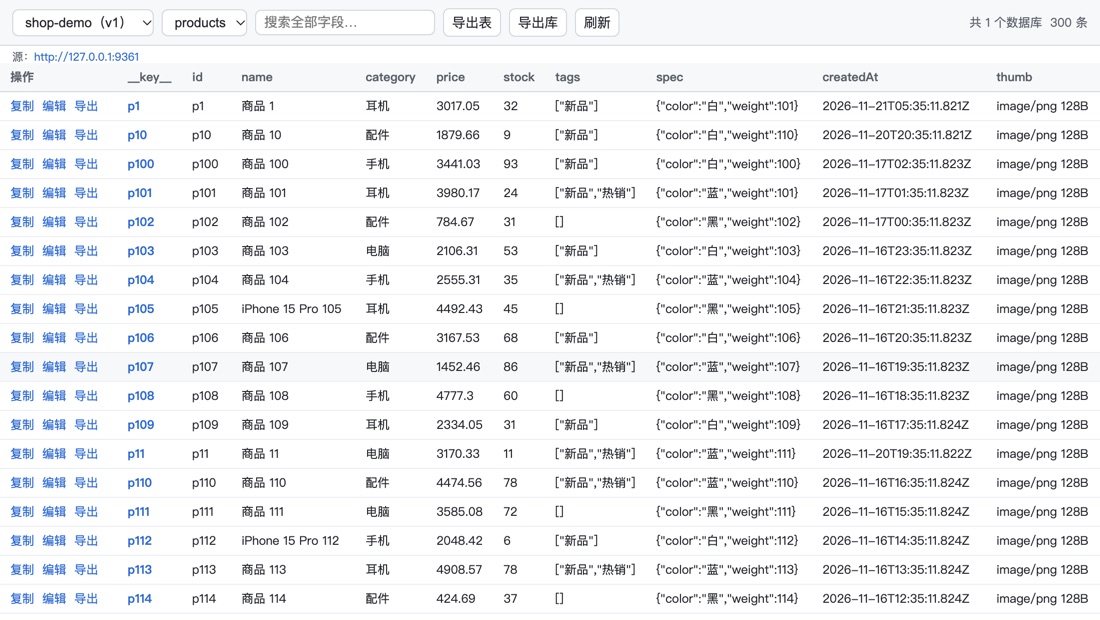 shop-demo（v1） products 搜索全部字段... 导出表 导出库 刷新 共 1 个数据库 300 条
源：http://127.0.0.1:9361
操作 __key__ id name category price stock tags spec createdAt thumb
复制 编辑 导出 p1 p1 商品 1 耳机 3017.05 32 ["新品"] {"color":"白","weight":101} 2026-11-21T05:35:11.821Z image/png 128B
复制 编辑 导出 p10 p10 商品 10 配件 1879.66 9 ["新品"] {"color":"白","weight":110} 2026-11-20T20:35:11.821Z image/png 128B
复制 编辑 导出 p100 p100 商品 100 手机 3441.03 93 ["新品"] {"color":"白","weight":100} 2026-11-17T02:35:11.823Z image/png 128B
复制 编辑 导出 p101 p101 商品 101 耳机 3980.17 24 ["新品","热销"] {"color":"蓝","weight":101} 2026-11-17T01:35:11.823Z image/png 128B
复制 编辑 导出 p102 p102 商品 102 配件 784.67 31 [] {"color":"黑","weight":102} 2026-11-17T00:35:11.823Z image/png 128B
复制 编辑 导出 p103 p103 商品 103 电脑 2106.31 53 ["新品"] {"color":"白","weight":103} 2026-11-16T23:35:11.823Z image/png 128B
复制 编辑 导出 p104 p104 商品 104 手机 2555.31 35 ["新品","热销"] {"color":"蓝","weight":104} 2026-11-16T22:35:11.823Z image/png 128B
复制 编辑 导出 p105 p105 iPhone 15 Pro 105 耳机 4492.43 45 [] {"color":"黑","weight":105} 2026-11-16T21:35:11.823Z image/png 128B
复制 编辑 导出 p106 p106 商品 106 配件 3167.53 68 ["新品"] {"color":"白","weight":106} 2026-11-16T20:35:11.823Z image/png 128B
复制 编辑 导出 p107 p107 商品 107 电脑 1452.46 86 ["新品","热销"] {"color":"蓝","weight":107} 2026-11-16T19:35:11.823Z image/png 128B
复制 编辑 导出 p108 p108 商品 108 手机 4777.3 60 [] {"color":"黑","weight":108} 2026-11-16T18:35:11.823Z image/png 128B
复制 编辑 导出 p109 p109 商品 109 耳机 2334.05 31 ["新品"] {"color":"白","weight":109} 2026-11-16T17:35:11.824Z image/png 128B
复制 编辑 导出 p11 p11 商品 11 电脑 3170.33 11 ["新品","热销"] {"color":"蓝","weight":111} 2026-11-20T19:35:11.822Z image/png 128B
复制 编辑 导出 p110 p110 商品 110 配件 4474.56 78 ["新品","热销"] {"color":"蓝","weight":110} 2026-11-16T16:35:11.824Z image/png 128B
复制 编辑 导出 p111 p111 商品 111 电脑 3585.08 72 [] {"color":"黑","weight":111} 2026-11-16T15:35:11.824Z image/png 128B
复制 编辑 导出 p112 p112 iPhone 15 Pro 112 手机 2048.42 6 ["新品"] {"color":"白","weight":112} 2026-11-16T14:35:11.824Z image/png 128B
复制 编辑 导出 p113 p113 商品 113 耳机 4908.57 78 ["新品","热销"] {"color":"蓝","weight":113} 2026-11-16T13:35:11.824Z image/png 128B
复制 编辑 导出 p114 p114 商品 114 配件 424.69 37 [] {"color":"黑","weight":114} 2026-11-16T12:35:11.824Z image/png 128B